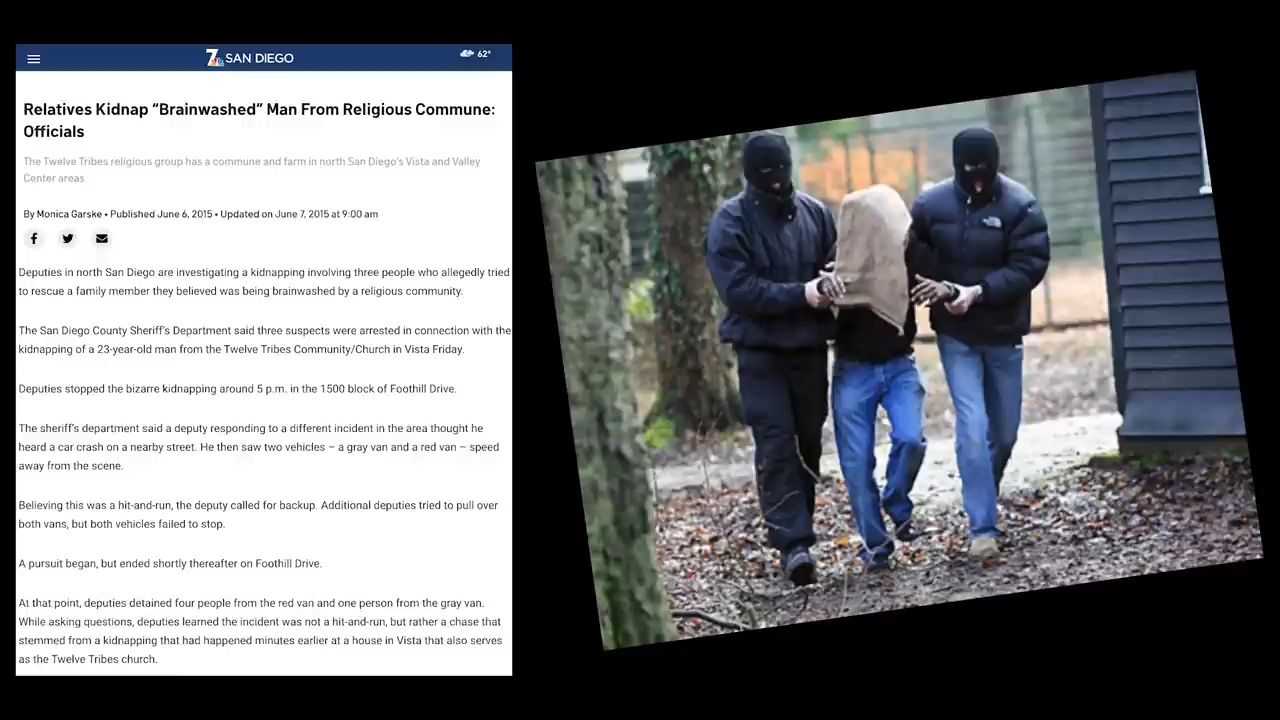 7 SAN DIEGO
62°
Relatives Kidnap “Brainwashed” Man From Religious Commune:
Officials
The Twelve Tribes religious group has a commune and farm in north San Diego's Vista and Valley
Center areas
By Monica Garske • Published June 6, 2015 • Updated on June 7, 2015 at 9:00 am
Deputies in north San Diego are investigating a kidnapping involving three people who allegedly tried
to rescue a family member they believed was being brainwashed by a religious community.
The San Diego County Sheriff's Department said three suspects were arrested in connection with the
kidnapping of a 23-year-old man from the Twelve Tribes Community/Church in Vista Friday.
Deputies stopped the bizarre kidnapping around 5 p.m. in the 1500 block of Foothill Drive.
The sheriff's department said a deputy responding to a different incident in the area thought he
heard a car crash on a nearby street. He then saw two vehicles – a gray van and a red van – speed
away from the scene.
Believing this was a hit-and-run, the deputy called for backup. Additional deputies tried to pull over
both vans, but both vehicles failed to stop.
A pursuit began, but ended shortly thereafter on Foothill Drive.
At that point, deputies detained four people from the red van and one person from the gray van.
While asking questions, deputies learned the incident was not a hit-and-run, but rather a chase that
stemmed from a kidnapping that had happened minutes earlier at a house in Vista that also serves
as the Twelve Tribes church.